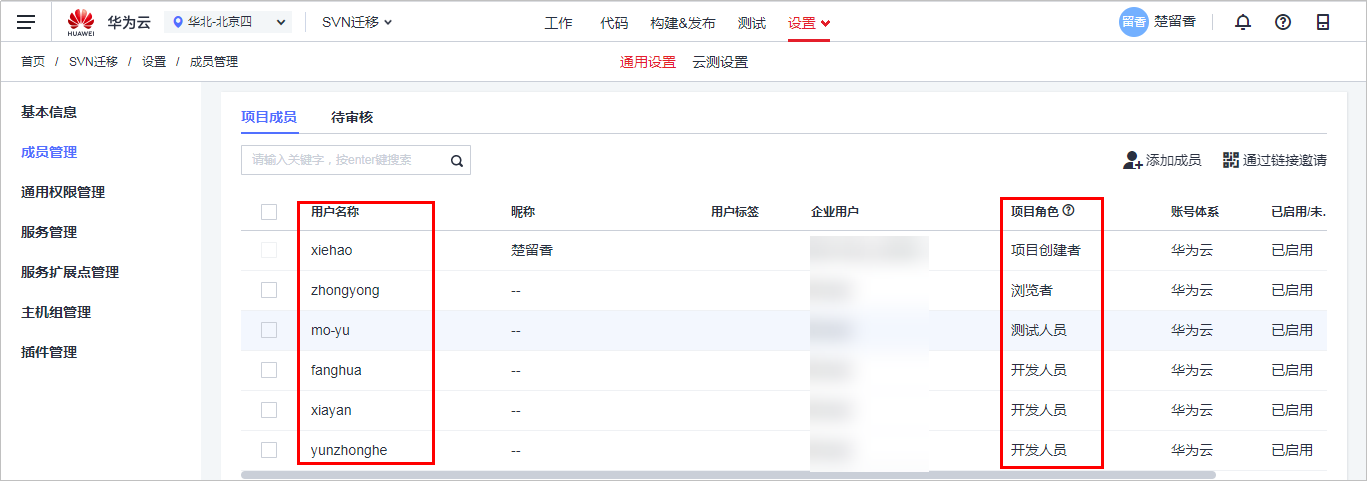 HUAWEI 华为云 华北-北京四 SVN迁移 工作 代码 构建&发布 测试 设置 留香 楚留香
首页 / SVN迁移 / 设置 / 成员管理 通用设置 云测设置
基本信息
成员管理
通用权限管理
服务管理
服务扩展点管理
主机组管理
插件管理
项目成员 待审核
请输入关键字，按enter键搜索 添加成员 通过链接邀请
用户名称 昵称 用户标签 企业用户 项目角色 账号体系 已启用/未.
xiehao 楚留香 项目创建者 华为云 已启用
zhongyong -- 浏览者 华为云 已启用
mo-yu -- 测试人员 华为云 已启用
fanghua -- 开发人员 华为云 已启用
xiayan -- 开发人员 华为云 已启用
yunzhonghe -- 开发人员 华为云 已启用